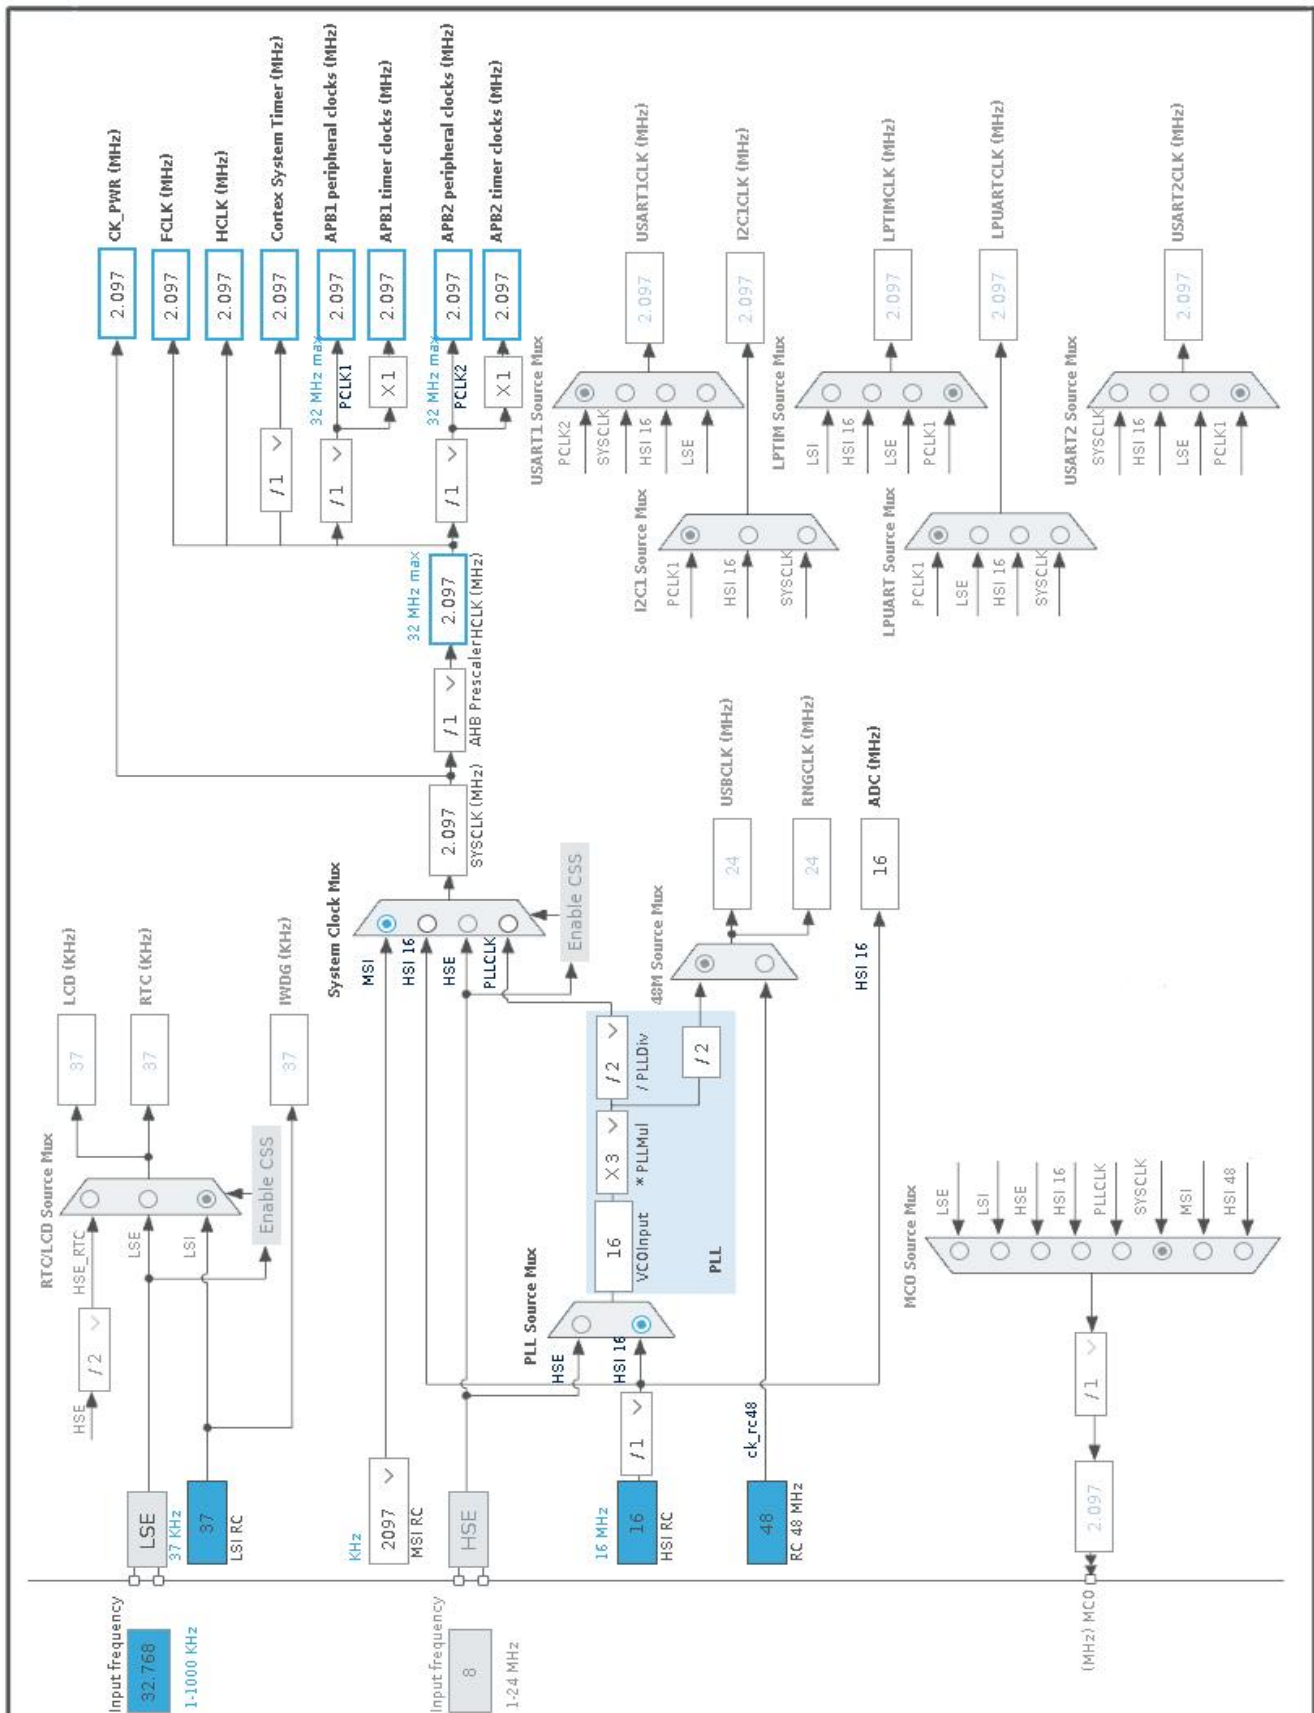 Input frequency
32.768
1-1000 KHz
LSE
37 KHz
37
LSI RC
HSE
/ 2
HSE_RTC
LSE
LSI
RTC/LCD Source Mux
Enable CSS
37
LCD (KHz)
37
RTC (KHz)
37
IWDG (KHz)
Input frequency
8
1-24 MHz
KHz
2097
MSI RC
HSE
16 MHz
16
HSI RC
/ 1
48
RC 48 MHz
ck_rc48
PLL Source Mux
HSE
HSI 16
16
VCOInput
X 3
* PLLMul
/ 2
/ PLLDiv
/ 2
PLL
System Clock Mux
MSI
HSI 16
HSE
PLLCLK
Enable CSS
48M Source Mux
24
USBCLK (MHz)
24
RNGCLK (MHz)
HSI 16
16
ADC (MHz)
2.097
SYSCLK (MHz)
/ 1
AHB Prescaler
32 MHz max
2.097
HCLK (MHz)
2.097
CK_PWR (MHz)
2.097
FCLK (MHz)
2.097
HCLK (MHz)
/ 1
2.097
Cortex System Timer (MHz)
/ 1
32 MHz max
PCLK1
2.097
APB1 peripheral clocks (MHz)
X 1
2.097
APB1 timer clocks (MHz)
/ 1
32 MHz max
PCLK2
2.097
APB2 peripheral clocks (MHz)
X 1
2.097
APB2 timer clocks (MHz)
USART1 Source Mux
PCLK2
SYSCLK
HSI 16
LSE
2.097
USART1CLK (MHz)
I2C1 Source Mux
PCLK1
HSI 16
SYSCLK
2.097
I2C1CLK (MHz)
LPTIM Source Mux
LSI
HSI 16
LSE
PCLK1
2.097
LPTIMCLK (MHz)
LPUART Source Mux
PCLK1
LSE
HSI 16
SYSCLK
2.097
LPUARTCLK (MHz)
USART2 Source Mux
SYSCLK
HSI 16
LSE
PCLK1
2.097
USART2CLK (MHz)
MCO Source Mux
LSE
LSI
HSE
HSI 16
PLLCLK
SYSCLK
MSI
HSI 48
/ 1
2.097
(MHz) MCO